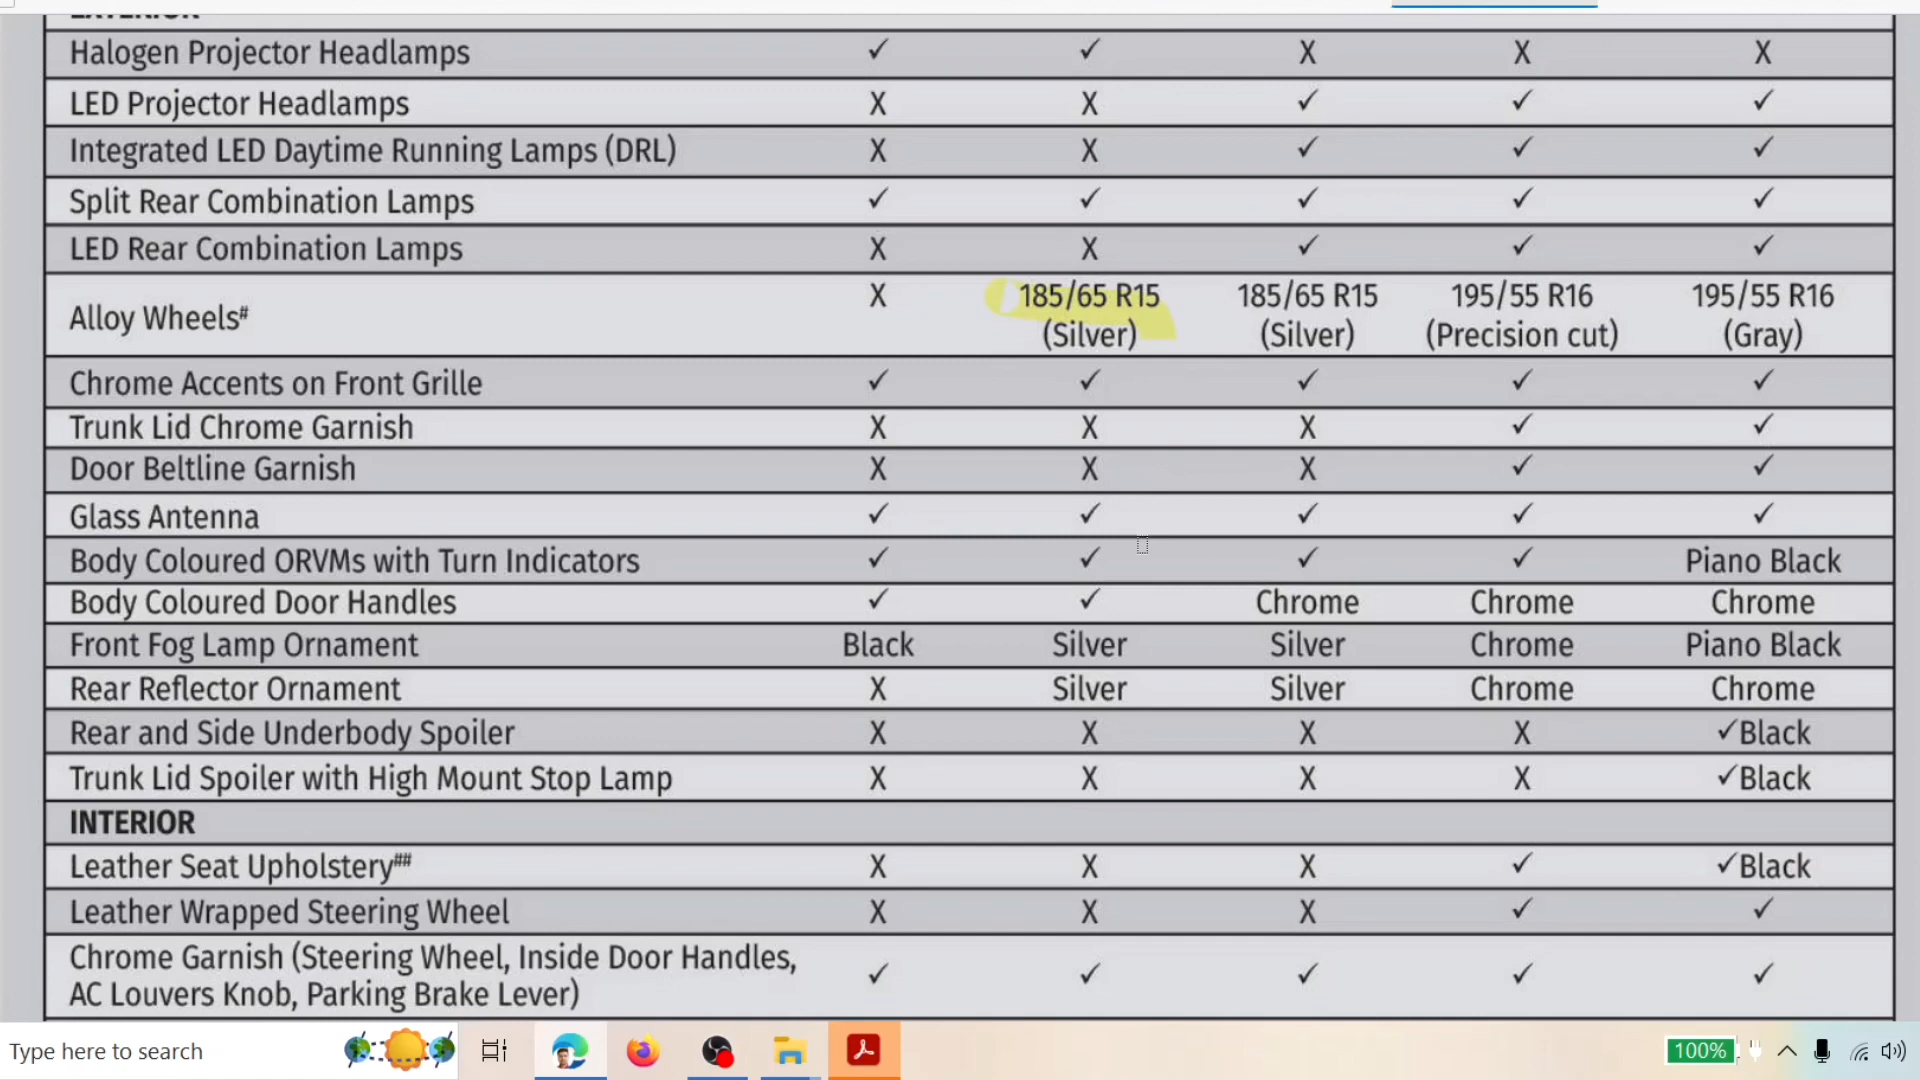 EXTERIOR
Halogen Projector Headlamps ✓ ✓ X X X
LED Projector Headlamps X X ✓ ✓ ✓
Integrated LED Daytime Running Lamps (DRL) X X ✓ ✓ ✓
Split Rear Combination Lamps ✓ ✓ ✓ ✓ ✓
LED Rear Combination Lamps X X ✓ ✓ ✓
Alloy Wheels# X 185/65 R15 185/65 R15 195/55 R16 195/55 R16
(Silver) (Silver) (Precision cut) (Gray)
Chrome Accents on Front Grille ✓ ✓ ✓ ✓ ✓
Trunk Lid Chrome Garnish X X X ✓ ✓
Door Beltline Garnish X X X ✓ ✓
Glass Antenna ✓ ✓ ✓ ✓ ✓
Body Coloured ORVMs with Turn Indicators ✓ ✓ ✓ ✓ Piano Black
Body Coloured Door Handles ✓ ✓ Chrome Chrome Chrome
Front Fog Lamp Ornament Black Silver Silver Chrome Piano Black
Rear Reflector Ornament X Silver Silver Chrome Chrome
Rear and Side Underbody Spoiler X X X X ✓Black
Trunk Lid Spoiler with High Mount Stop Lamp X X X X ✓Black
INTERIOR
Leather Seat Upholstery## X X X ✓ ✓Black
Leather Wrapped Steering Wheel X X X ✓ ✓
Chrome Garnish (Steering Wheel, Inside Door Handles,
AC Louvers Knob, Parking Brake Lever) ✓ ✓ ✓ ✓ ✓
Type here to search 100%